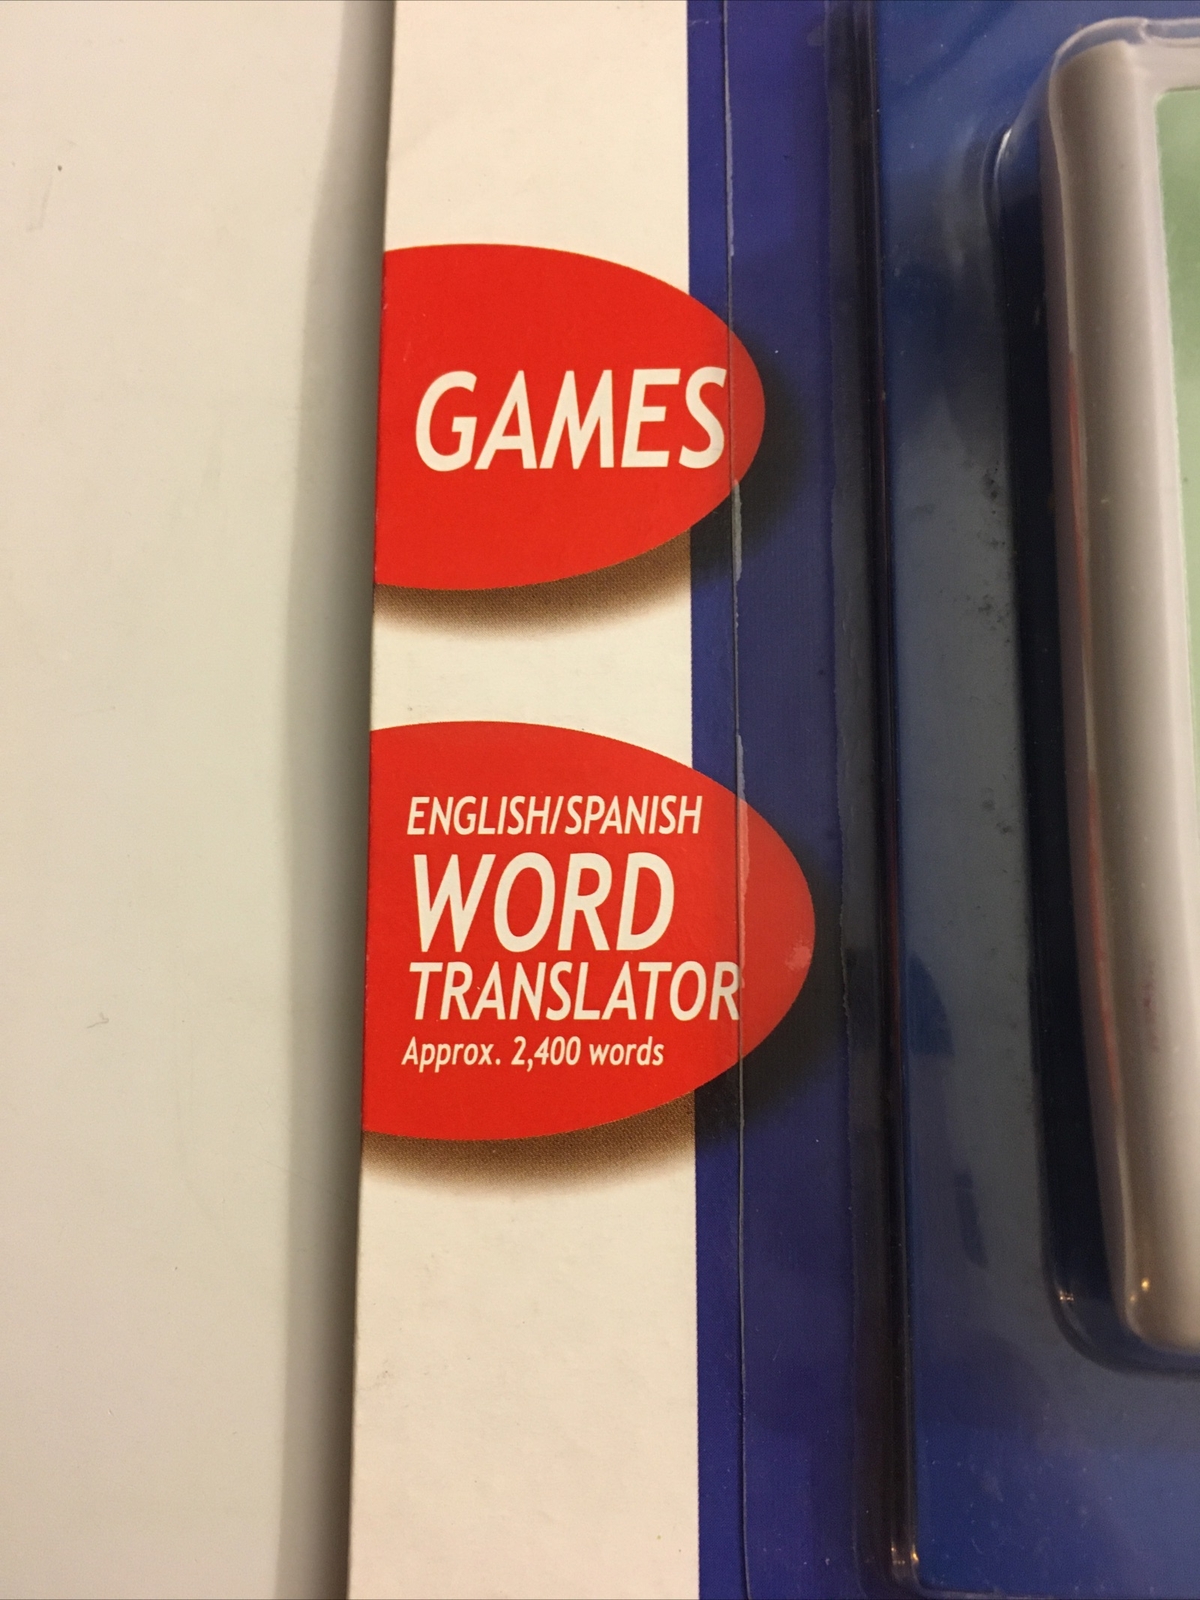 GAMES
ENGLISH/SPANISH
WORD
TRANSLATOR
Approx. 2,400 words